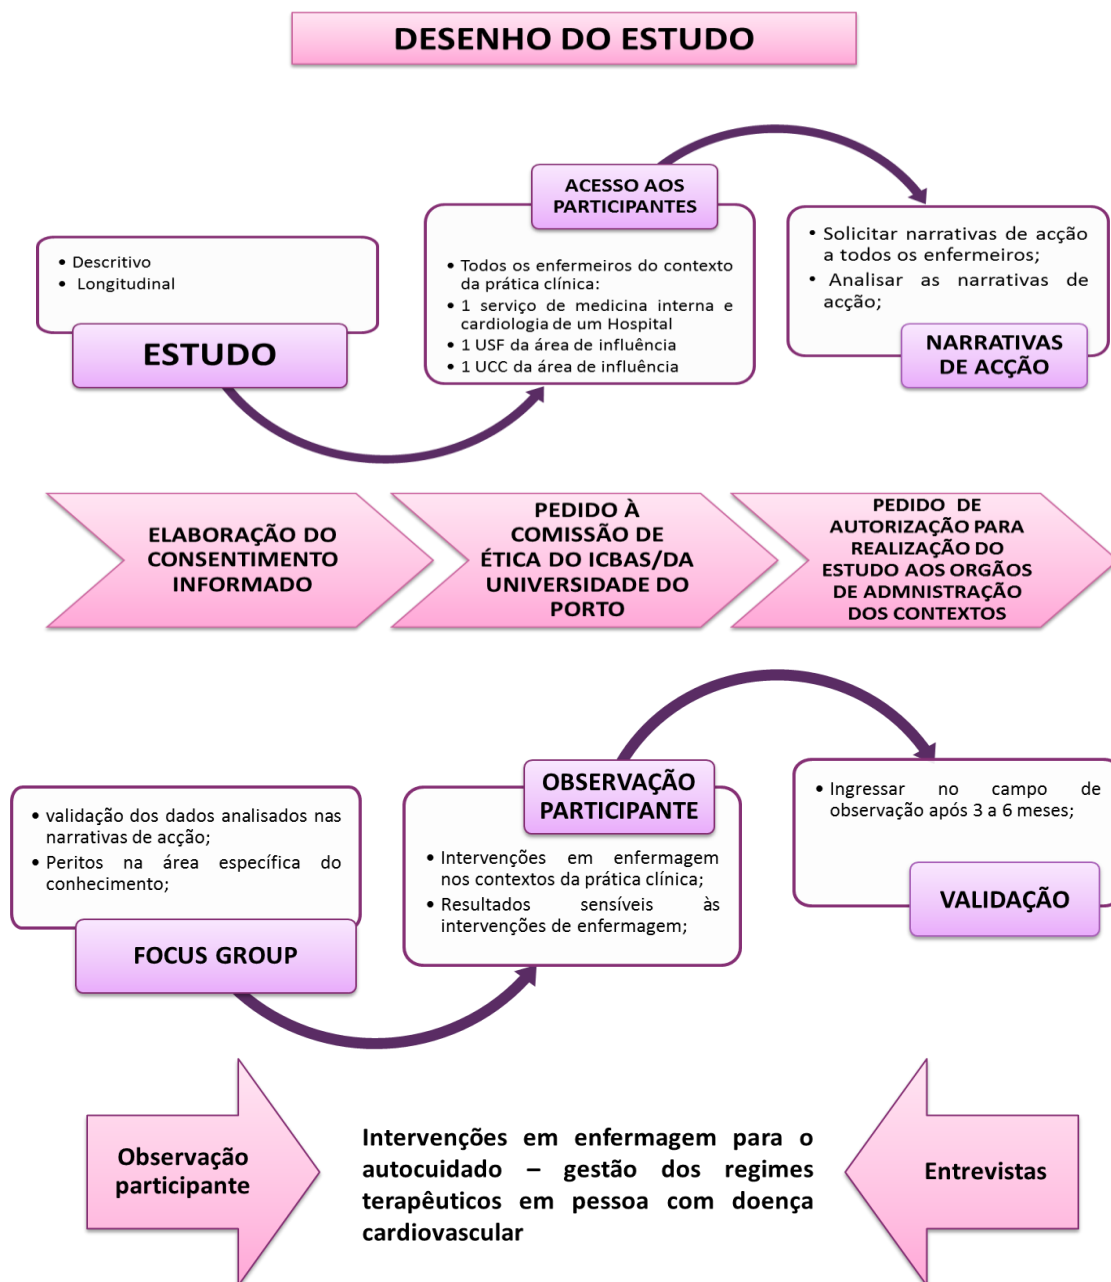 DESENHO DO ESTUDO
• Descritivo
• Longitudinal
ESTUDO
ACESSO AOS
PARTICIPANTES
• Todos os enfermeiros do contexto
da prática clínica:
• 1 serviço de medicina interna e
cardiologia de um Hospital
• 1 USF da área de influência
• 1 UCC da área de influência
• Solicitar narrativas de acção
a todos os enfermeiros;
• Analisar as narrativas de
acção;
NARRATIVAS
DE ACÇÃO
ELABORAÇÃO DO
CONSENTIMENTO
INFORMADO
PEDIDO À
COMISSÃO DE
ÉTICA DO ICBAS/DA
UNIVERSIDADE DO
PORTO
PEDIDO DE
AUTORIZAÇÃO PARA
REALIZAÇÃO DO
ESTUDO AOS ORGÃOS
DE ADMNISTRAÇÃO
DOS CONTEXTOS
• validação dos dados analisados nas
narrativas de acção;
• Peritos na área específica do
conhecimento;
FOCUS GROUP
OBSERVAÇÃO
PARTICIPANTE
• Intervenções em enfermagem
nos contextos da prática clínica;
• Resultados sensíveis às
intervenções de enfermagem;
• Ingressar no campo de
observação após 3 a 6 meses;
VALIDAÇÃO
Observação
participante
Intervenções em enfermagem para o
autocuidado – gestão dos regimes
terapêuticos em pessoa com doença
cardiovascular
Entrevistas